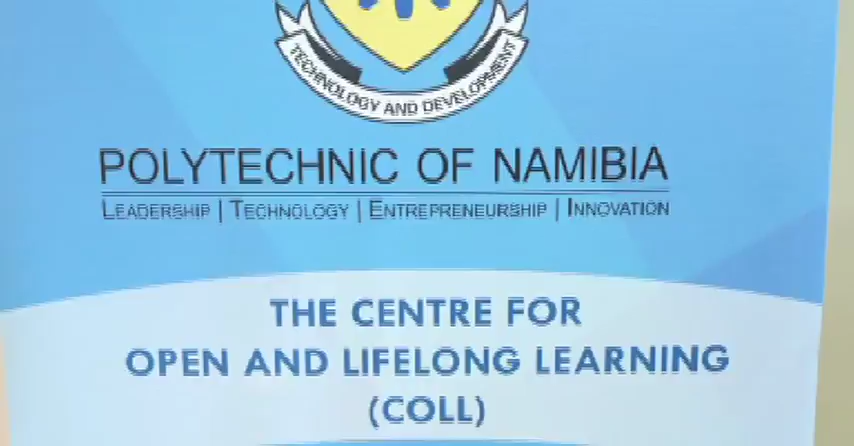 TECHNOLOGY AND DEVELOPMENT
POLYTECHNIC OF NAMIBIA
LEADERSHIP | TECHNOLOGY | ENTREPRENEURSHIP | INNOVATION
THE CENTRE FOR
OPEN AND LIFELONG LEARNING
(COLL)